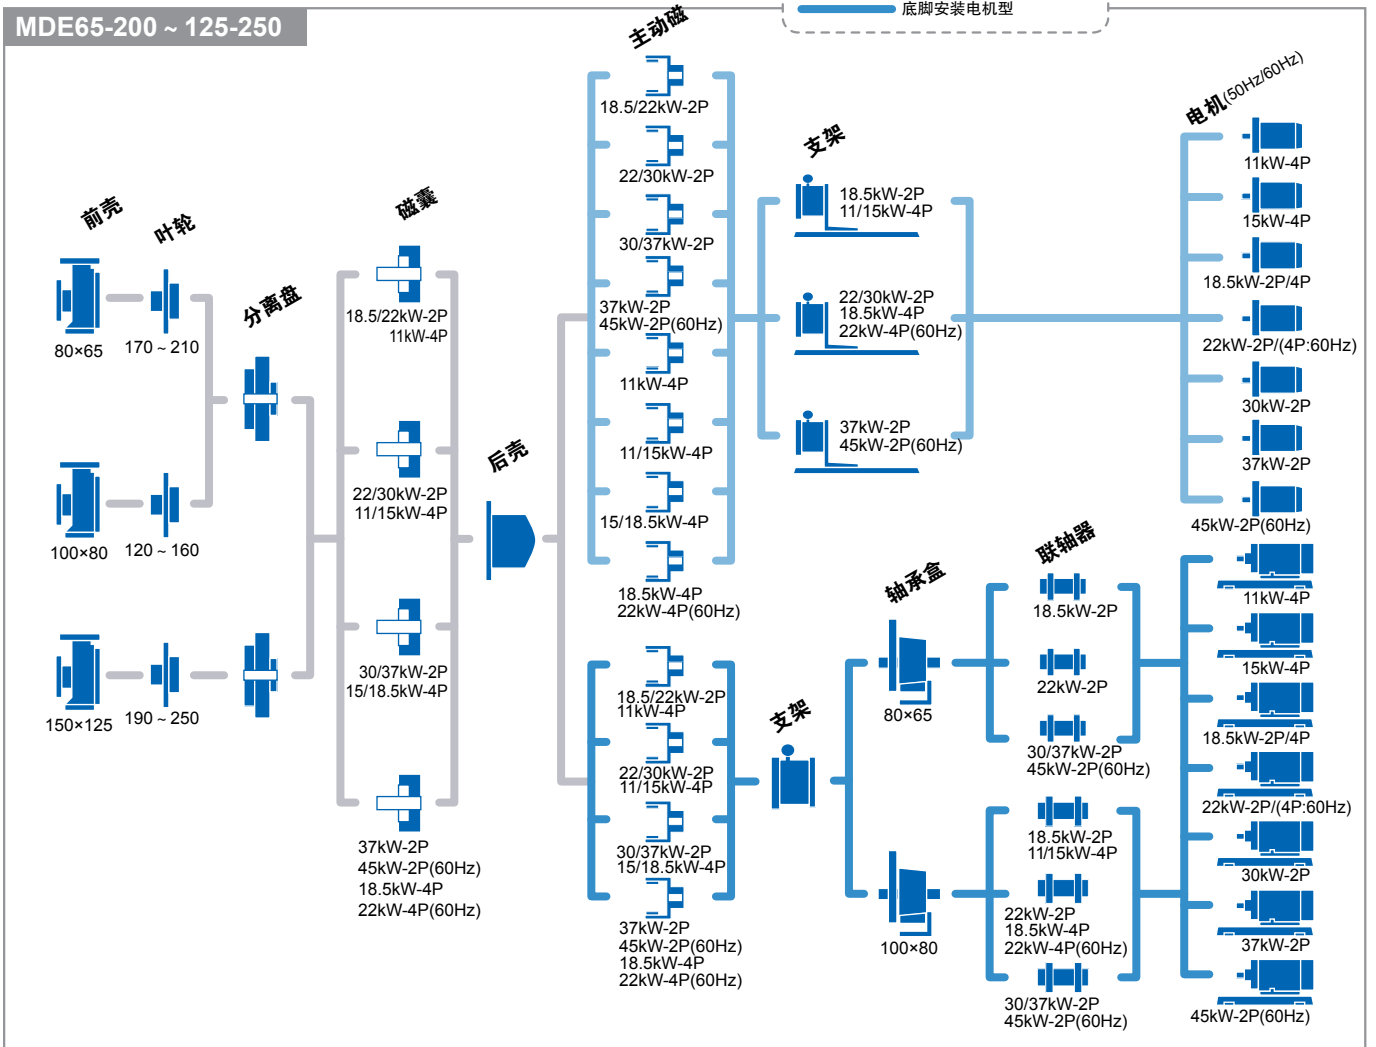 底脚安装电机型
MDE65-200 ~ 125-250
前壳
80×65
100×80
150×125
叶轮
170 ~ 210
120 ~ 160
190 ~ 250
分离盘
磁囊
18.5/22kW-2P
11kW-4P
22/30kW-2P
11/15kW-4P
30/37kW-2P
15/18.5kW-4P
37kW-2P
45kW-2P(60Hz)
18.5kW-4P
22kW-4P(60Hz)
后壳
主动磁
18.5/22kW-2P
22/30kW-2P
30/37kW-2P
37kW-2P
45kW-2P(60Hz)
11kW-4P
11/15kW-4P
15/18.5kW-4P
18.5kW-4P
22kW-4P(60Hz)
18.5/22kW-2P
11kW-4P
22/30kW-2P
11/15kW-4P
30/37kW-2P
15/18.5kW-4P
37kW-2P
45kW-2P(60Hz)
18.5kW-4P
22kW-4P(60Hz)
支架
18.5kW-2P
11/15kW-4P
22/30kW-2P
18.5kW-4P
22kW-4P(60Hz)
37kW-2P
45kW-2P(60Hz)
支架
轴承盒
80×65
100×80
联轴器
18.5kW-2P
22kW-2P
30/37kW-2P
45kW-2P(60Hz)
18.5kW-2P
11/15kW-4P
22kW-2P
18.5kW-4P
22kW-4P(60Hz)
30/37kW-2P
45kW-2P(60Hz)
电机(50Hz/60Hz)
11kW-4P
15kW-4P
18.5kW-2P/4P
22kW-2P/(4P:60Hz)
30kW-2P
37kW-2P
45kW-2P(60Hz)
11kW-4P
15kW-4P
18.5kW-2P/4P
22kW-2P/(4P:60Hz)
30kW-2P
37kW-2P
45kW-2P(60Hz)